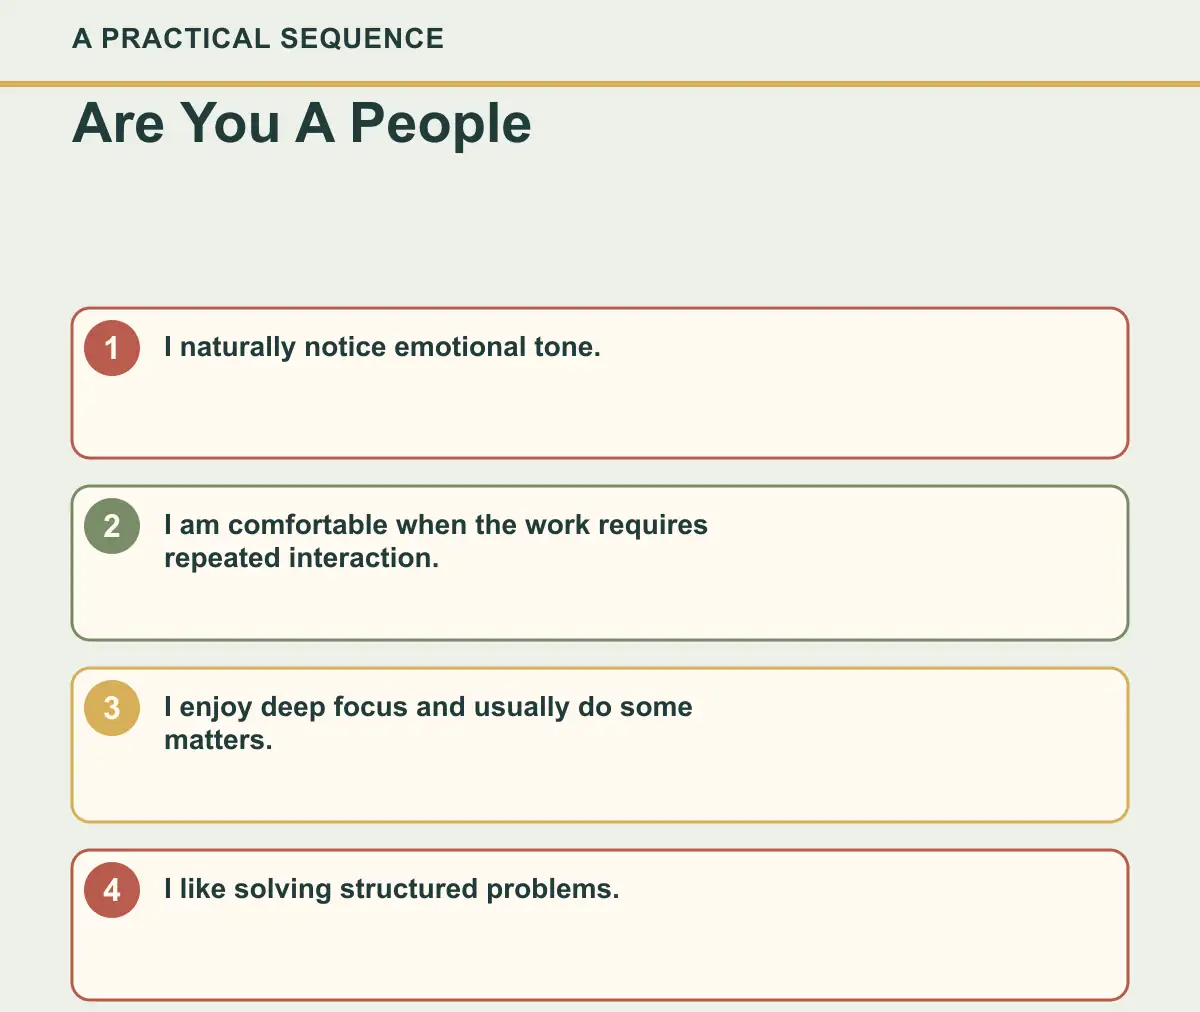 A PRACTICAL SEQUENCE
Are You A People
1
I naturally notice emotional tone.
2
I am comfortable when the work requires
repeated interaction.
3
I enjoy deep focus and usually do some
matters.
4
I like solving structured problems.